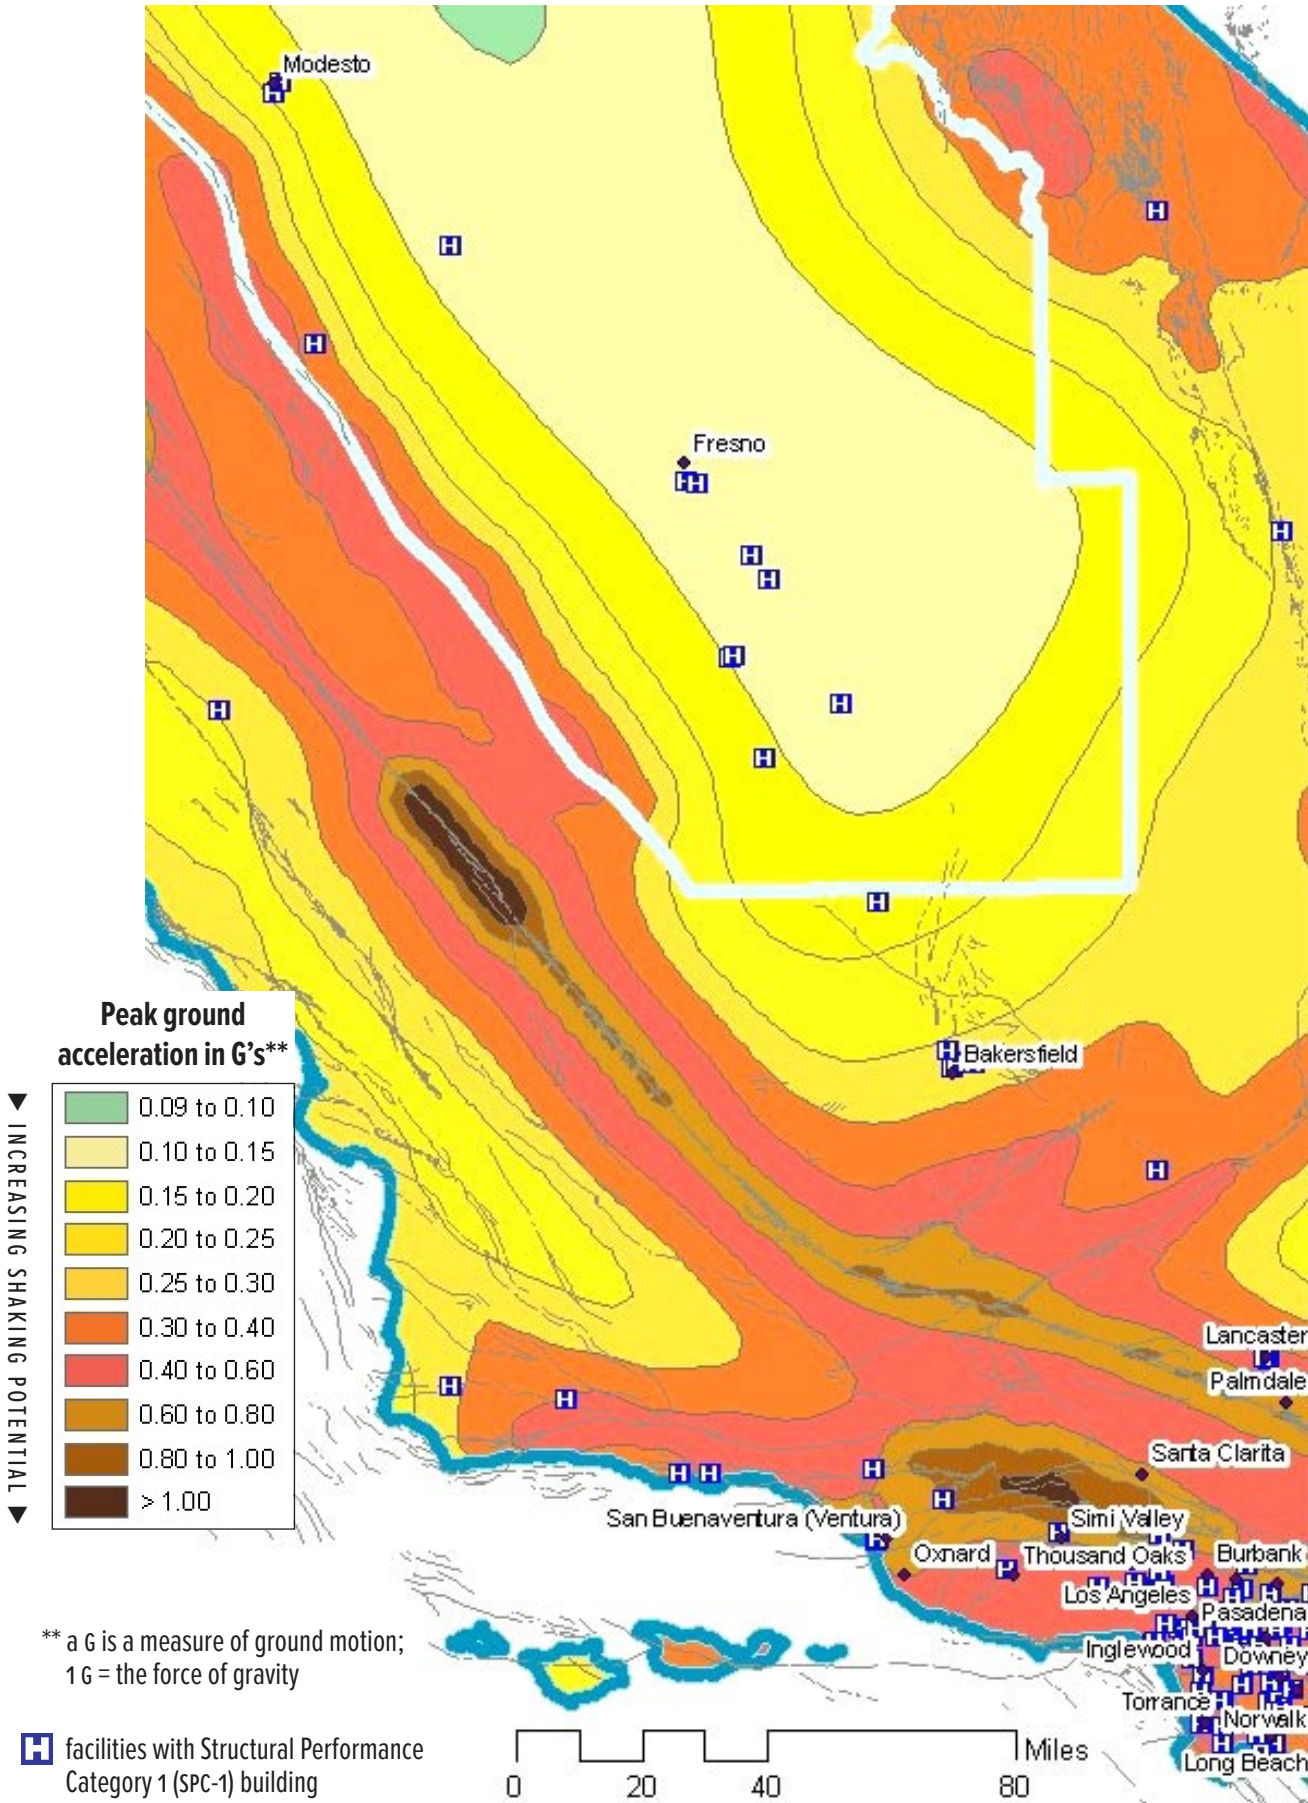 Modesto
Fresno
Bakersfield
Peak ground
acceleration in G's**
▼ INCREASING SHAKING POTENTIAL ▼
0.09 to 0.10
0.10 to 0.15
0.15 to 0.20
0.20 to 0.25
0.25 to 0.30
0.30 to 0.40
0.40 to 0.60
0.60 to 0.80
0.80 to 1.00
> 1.00
Lancaster
Palmdale
Santa Clarita
San Buenaventura (Ventura)
Simi Valley
Oxnard
Thousand Oaks
Burbank
Los Angeles
Pasadena
Inglewood
Downey
Torrance
Norwalk
Long Beach
** a G is a measure of ground motion;
1 G = the force of gravity
H facilities with Structural Performance
Category 1 (SPC-1) building
Miles
0 20 40 80